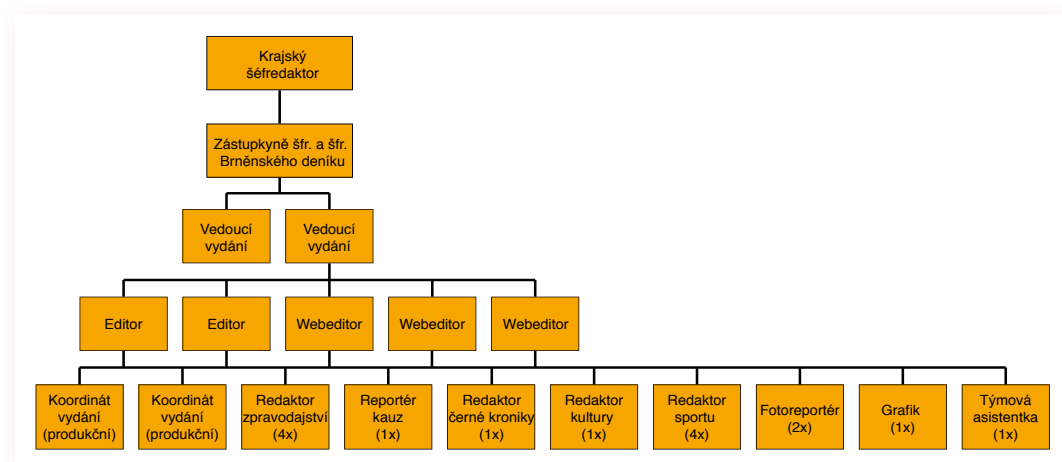 Krajský
šéfredaktor
Zástupkyně šfr. a šfr.
Brněnského deníku
Vedoucí
vydání
Vedoucí
vydání
Editor
Editor
Webeditor
Webeditor
Webeditor
Koordinát
vydání
(produkční)
Koordinát
vydání
(produkční)
Redaktor
zpravodajství
(4x)
Reportér
kauz
(1x)
Redaktor
černé kroniky
(1x)
Redaktor
kultury
(1x)
Redaktor
sportu
(4x)
Fotoreportér
(2x)
Grafik
(1x)
Týmová
asistentka
(1x)